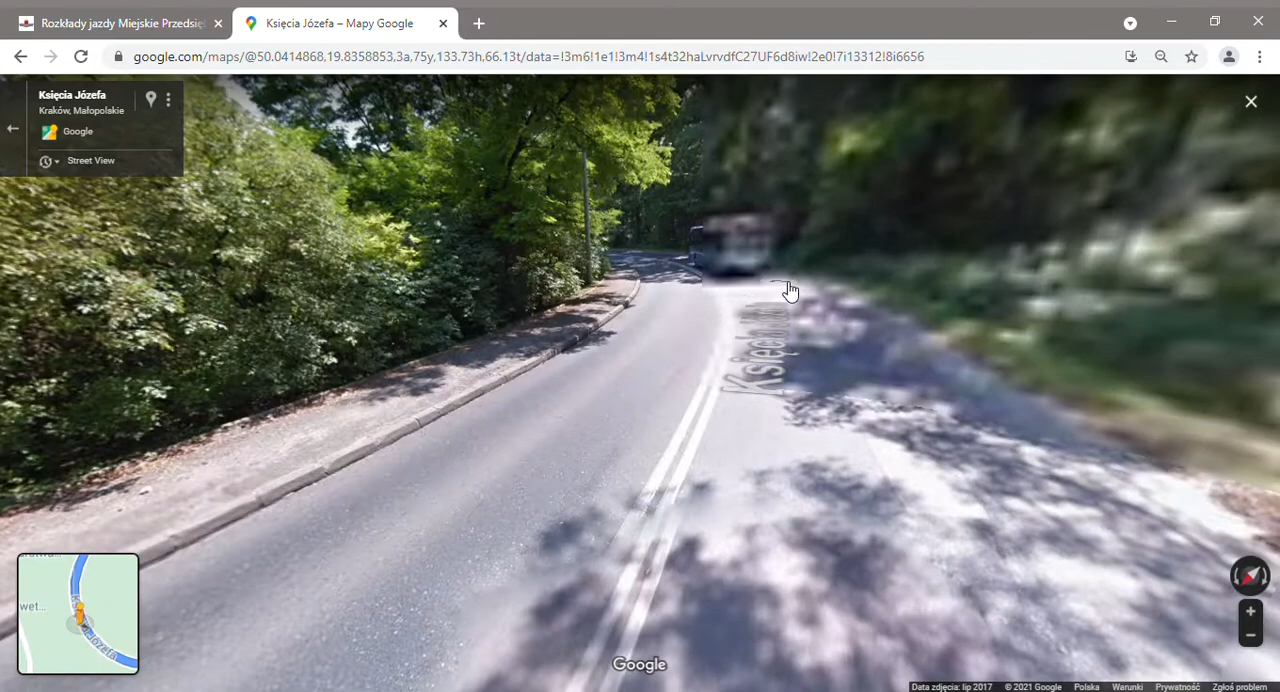 Rozkłady jazdy Miejskie Przedsię
Księcia Józefa – Mapy Google
google.com/maps/@50.0414868,19.8358853,3a,75y,133.73h,66.13t/data=!3m6!1e1!3m4!1s4t32haLvrvdfC27UF6d8iw!2e0!7i13312!8i6656
Księcia Józefa
Kraków, Małopolskie
Google
Street View
Księcia
wet...
Józefa
Google
Data zdjęcia: lip 2017 © 2021 Google Polska Warunki Prywatność Zgłoś problem